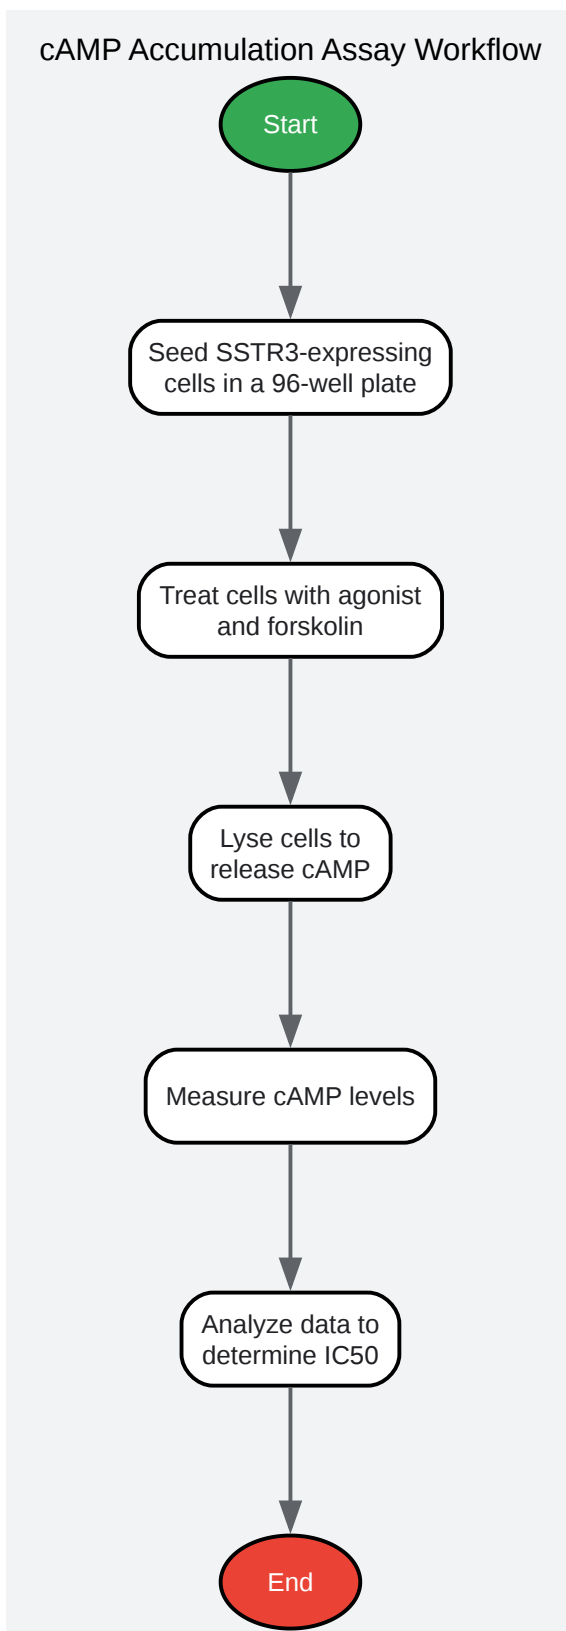 cAMP Accumulation Assay Workflow
Start
Seed SSTR3-expressing
cells in a 96-well plate
Treat cells with agonist
and forskolin
Lyse cells to
release cAMP
Measure cAMP levels
Analyze data to
determine IC50
End